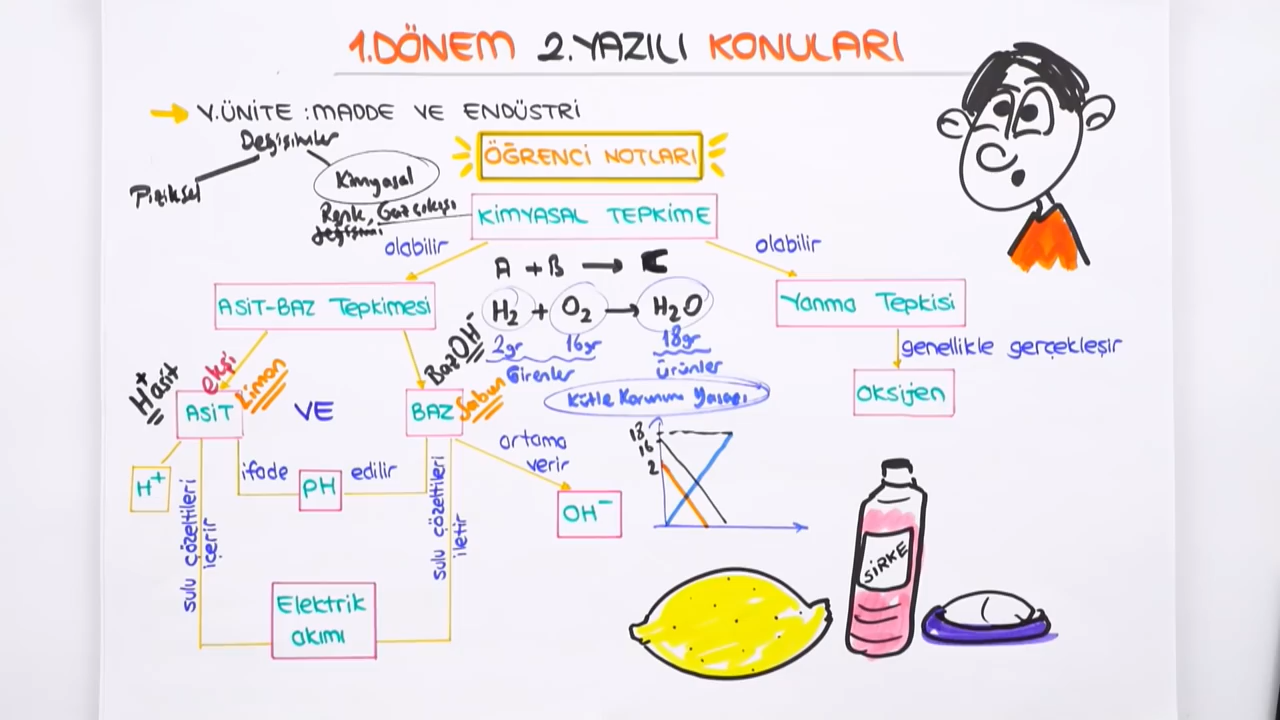 1.DÖNEM 2.YAZILI KONULARI
V.ÜNİTE :MADDE VE ENDÜSTRİ
Değişimler
ÖĞRENCİ NOTLARI
Kimyasal
Fiziksel
Renk, Gaz çıkışı
değişimi
KİMYASAL TEPKİME
olabilir
olabilir
A + B → C
ASİT-BAZ TEPKİMESİ
H2 + O2 → H2O
Yanma Tepkisi
2gr 16gr 18gr
Girenler
Ürünler
genellikle gerçekleşir
Oksijen
Kütle Korunum Yasası
H+ asit
ekşi
Limon
Baz OH-
Sabun
ASİT VE BAZ
ortama
verir
18
16
2
H+
ifade PH edilir
OH-
sulu çözeltileri
içerir
sulu çözeltileri
iletir
Elektrik
akımı
SİRKE